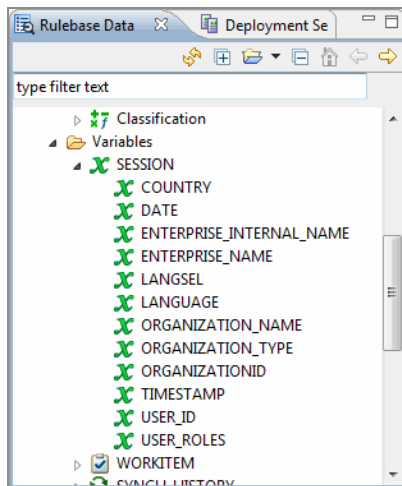 Rulebase Data Deployment Se
type filter text
Classification
Variables
SESSION
COUNTRY
DATE
ENTERPRISE_INTERNAL_NAME
ENTERPRISE_NAME
LANGSEL
LANGUAGE
ORGANIZATION_NAME
ORGANIZATION_TYPE
ORGANIZATIONID
TIMESTAMP
USER_ID
USER_ROLES
WORKITEM
SYNCH_HISTORY